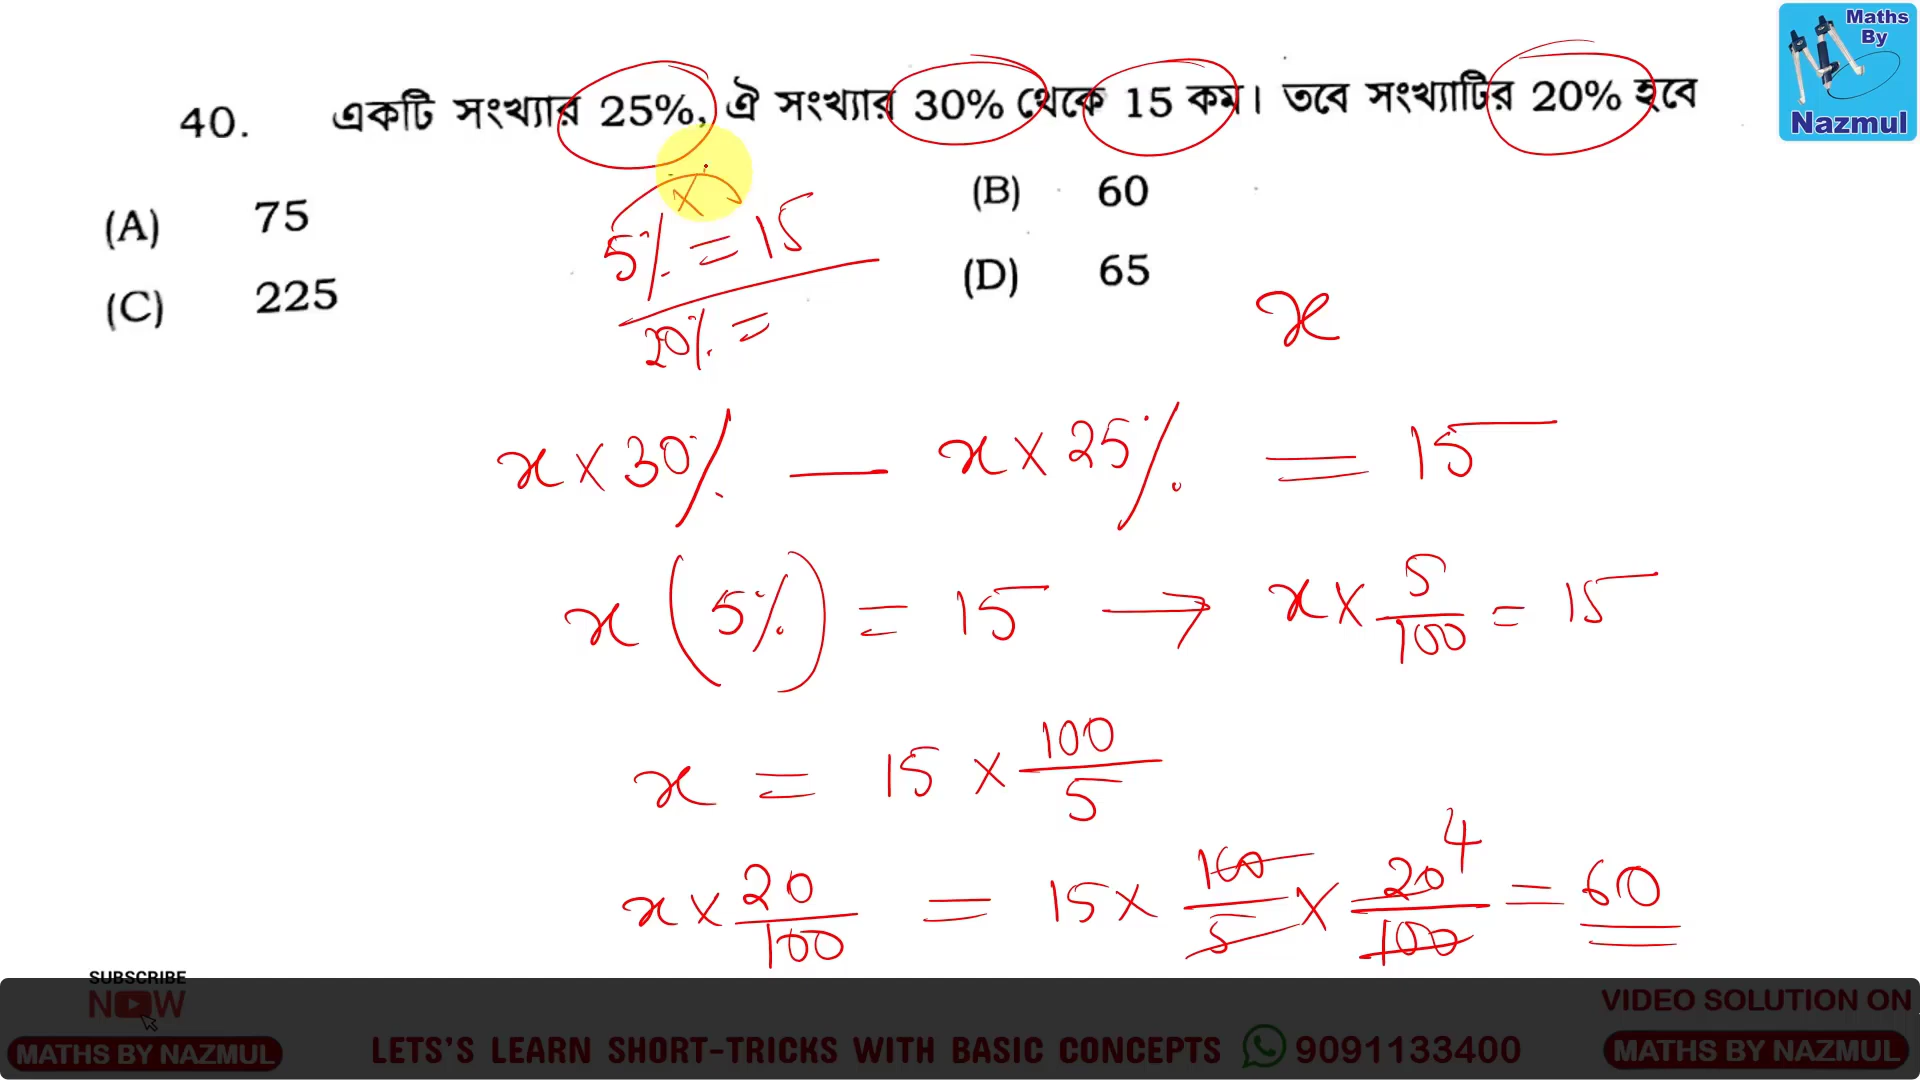 Maths
By
Nazmul
40. একটি সংখ্যার 25%, ঐ সংখ্যার 30% থেকে 15 কম। তবে সংখ্যাটির 20% হবে
(A) 75
(B) 60
(C) 225
(D) 65
x
5% = 15
20% =
x
x × 30% — x × 25% = 15
x (5%) = 15 → x × 5/100 = 15
x = 15 × 100/5
x × 20/100 = 15 × 100/5 × 20/100 = 60
4
SUBSCRIBE
NOW
MATHS BY NAZMUL
LETS'S LEARN SHORT-TRICKS WITH BASIC CONCEPTS 9091133400
VIDEO SOLUTION ON
MATHS BY NAZMUL